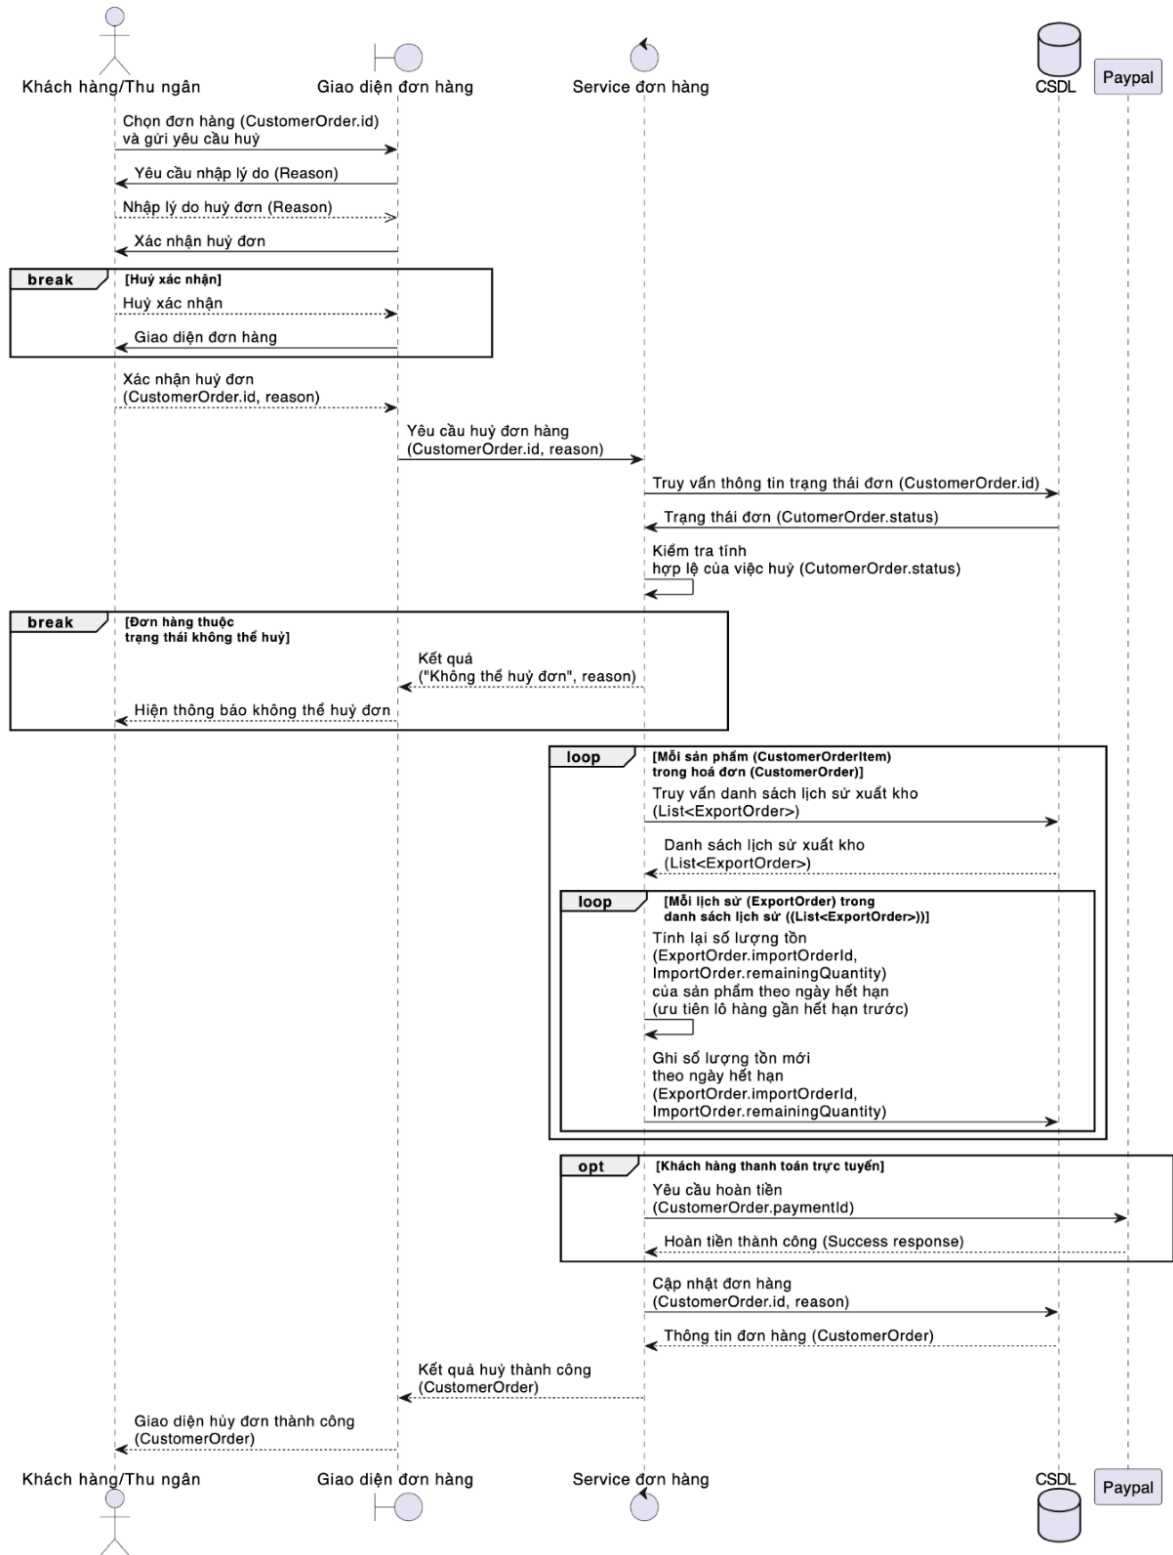 Khách hàng/Thu ngân
Giao diện đơn hàng
Service đơn hàng
CSDL
Paypal
Chọn đơn hàng (CustomerOrder.id)
và gửi yêu cầu huỷ
Yêu cầu nhập lý do (Reason)
Nhập lý do huỷ đơn (Reason)
Xác nhận huỷ đơn
break
[Huỷ xác nhận]
Huỷ xác nhận
Giao diện đơn hàng
Xác nhận huỷ đơn
(CustomerOrder.id, reason)
Yêu cầu huỷ đơn hàng
(CustomerOrder.id, reason)
Truy vấn thông tin trạng thái đơn (CustomerOrder.id)
Trạng thái đơn (CutomerOrder.status)
Kiểm tra tính
hợp lệ của việc huỷ (CutomerOrder.status)
break
[Đơn hàng thuộc
trạng thái không thể huỷ]
Kết quả
("Không thể huỷ đơn", reason)
Hiện thông báo không thể huỷ đơn
loop
[Mỗi sản phẩm (CustomerOrderItem)
trong hoá đơn (CustomerOrder)]
Truy vấn danh sách lịch sử xuất kho
(List<ExportOrder>)
Danh sách lịch sử xuất kho
(List<ExportOrder>)
loop
[Mỗi lịch sử (ExportOrder) trong
danh sách lịch sử ((List<ExportOrder>))]
Tính lại số lượng tồn
(ExportOrder.importOrderId,
ImportOrder.remainingQuantity)
của sản phẩm theo ngày hết hạn
(ưu tiên lô hàng gần hết hạn trước)
Ghi số lượng tồn mới
theo ngày hết hạn
(ExportOrder.importOrderId,
ImportOrder.remainingQuantity)
opt
[Khách hàng thanh toán trực tuyến]
Yêu cầu hoàn tiền
(CustomerOrder.paymentId)
Hoàn tiền thành công (Success response)
Cập nhật đơn hàng
(CustomerOrder.id, reason)
Thông tin đơn hàng (CustomerOrder)
Kết quả huỷ thành công
(CustomerOrder)
Giao diện hủy đơn thành công
(CustomerOrder)
Khách hàng/Thu ngân
Giao diện đơn hàng
Service đơn hàng
CSDL
Paypal